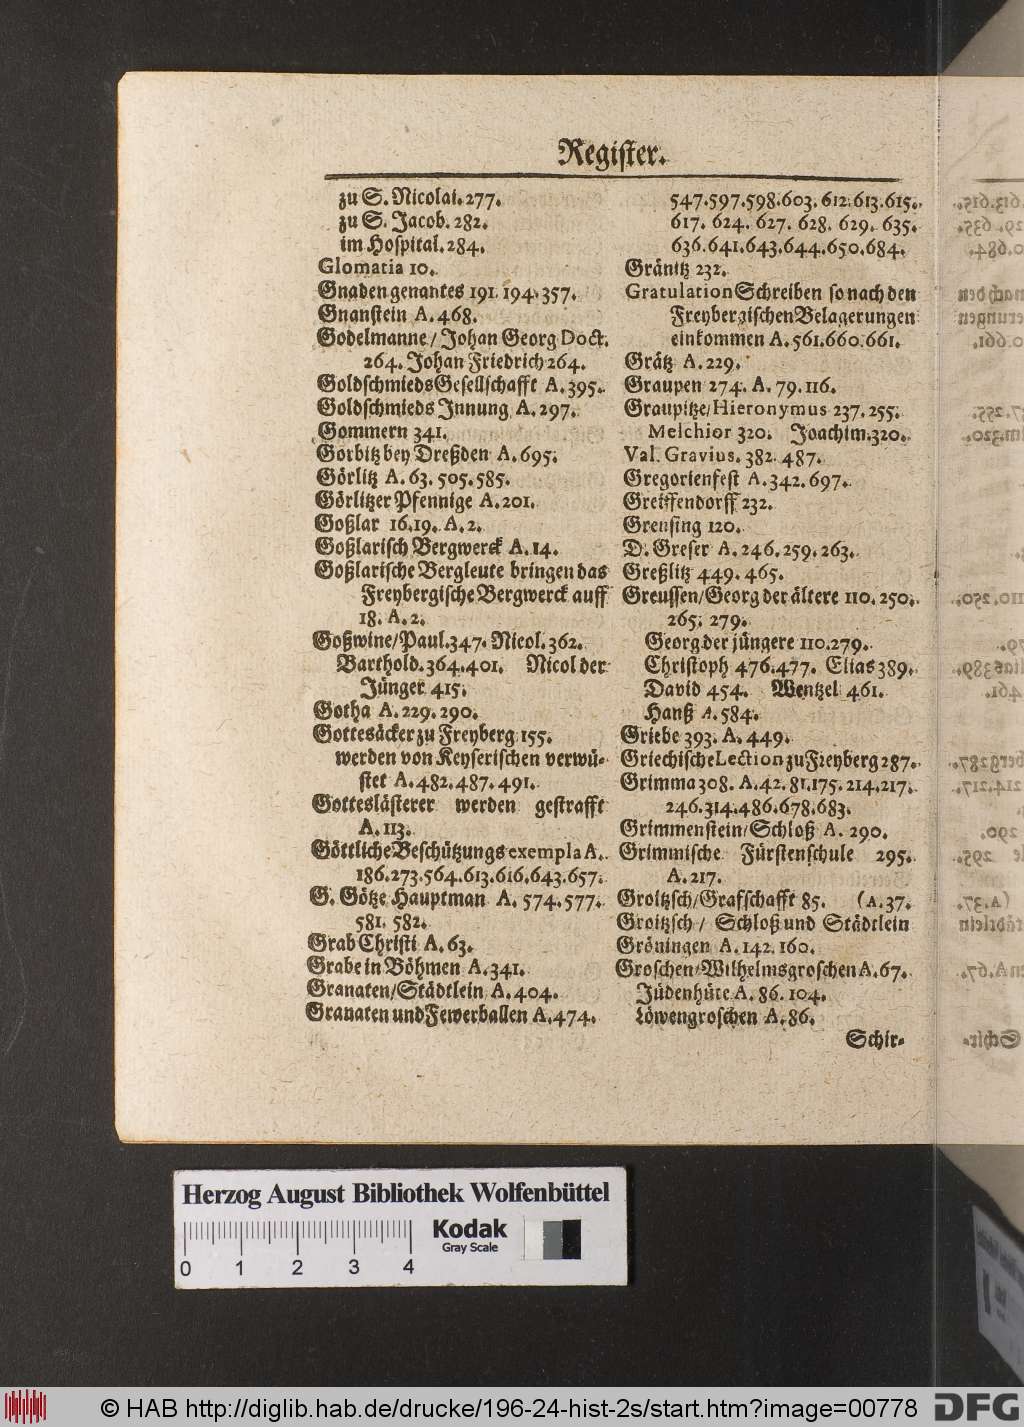 Register.
zu S. Nicolai. 277.
zu S. Jacob. 282.
im Hospital. 284.
Glomatia 10.
Gnaden genantes 191. 194. 357.
Gnanstein A. 468.
Godelmanne/ Johan Georg Doct.
264. Johan Friedrich 264.
Goldschmieds Gesellschafft A. 395.
Goldschmieds Innung A. 297.
Gommern 341.
Gorbitz bey Dreßden A. 695.
Görlitz A. 63. 505. 585.
Görlitzer Pfennige A. 201.
Goßlar 16. 19. A. 2.
Goßlarisch Bergwerck A. 14.
Goßlarische Bergleute bringen das
Freybergische Bergwerck auff
18. A. 2.
Goßwine/ Paul. 347. Nicol. 362.
Barthold. 364. 401. Nicol der
Jünger 415.
Gotha A. 229. 290.
Gottesäcker zu Freyberg 155.
werden von Keyserischen verwü-
stet A. 482. 487. 491.
Gotteslästerer werden gestrafft
A. 113.
Göttliche Beschützungs exempla A.
186. 273. 564. 613. 616. 643. 657.
G. Götze Hauptman A. 574. 577.
581. 582.
Grab Christi A. 63.
Grabe in Böhmen A. 341.
Granaten/ Städtlein A. 404.
Granaten und Fewerballen A. 474.
547. 597. 598. 603. 612. 613. 615.
617. 624. 627. 628. 629. 635.
636. 641. 643. 644. 650. 684.
Gränitz 232.
Gratulation Schreiben so nach den
Freybergischen Belagerungen
einkommen A. 561. 660. 661.
Grätz A. 229.
Graupen 274. A. 79. 116.
Graupitze/ Hieronymus 237. 255.
Melchior 320. Joachim. 320.
Val. Gravius. 382. 487.
Gregorienfest A. 342. 697.
Greiffendorff 232.
Grensing 120.
D. Greser A. 246. 259. 263.
Greßlitz 449. 465.
Greussen/ Georg der ältere 110. 250.
265. 279.
Georg der jüngere 110. 279.
Christoph 476. 477. Elias 389.
David 454. Wentzel 461.
Hanß A. 584.
Griebe 393. A. 449.
Griechische Lection zu Freyberg 287.
Grimma 308. A. 42. 81. 175. 214. 217.
246. 314. 486. 678. 683.
Grimmenstein/ Schloß A. 290.
Grimmische Fürstenschule 295.
A. 217.
Groitzsch/ Grafschafft 85. (A. 37.
Groitzsch/ Schloß und Städtlein
Gröningen A. 142. 160.
Groschen/ Wilhelmsgroschen A. 67.
Jüdenhüte A. 86. 104.
Löwengroschen A. 86.
Schir-
Herzog August Bibliothek Wolfenbüttel
Kodak
Gray Scale
0 1 2 3 4
© HAB http://diglib.hab.de/drucke/196-24-hist-2s/start.htm?image=00778
DFG